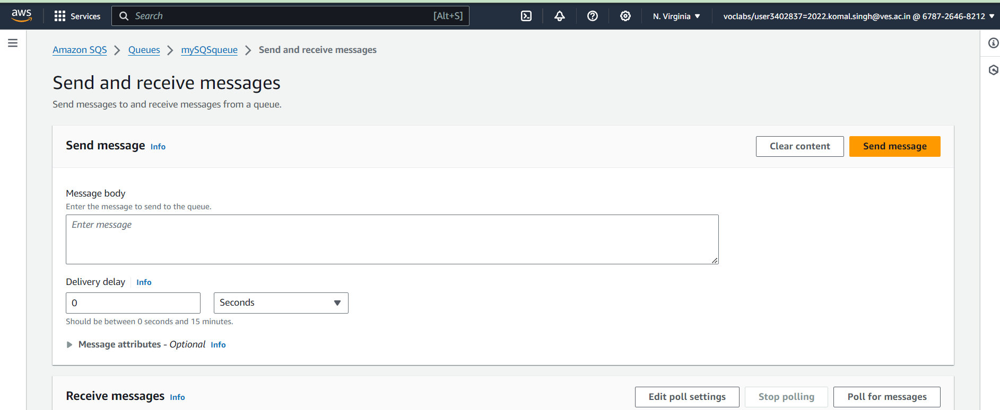 aws Services Search [Alt+S] N. Virginia voclabs/user3402837=2022.komal.singh@ves.ac.in @ 6787-2646-8212
Amazon SQS Queues mySQSqueue Send and receive messages
Send and receive messages
Send messages to and receive messages from a queue.
Send message Info Clear content Send message
Message body
Enter the message to send to the queue.
Enter message
Delivery delay Info
0 Seconds
Should be between 0 seconds and 15 minutes.
Message attributes - Optional Info
Receive messages Info Edit poll settings Stop polling Poll for messages